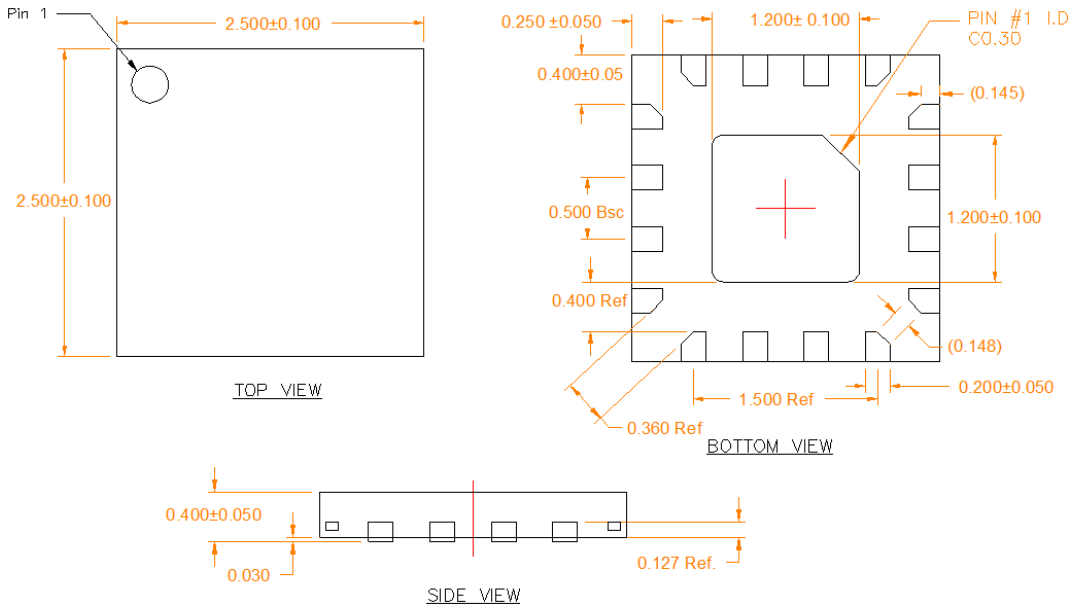 Pin 1
2.500±0.100
2.500±0.100
TOP VIEW
0.250 ±0.050
1.200± 0.100
PIN #1 I.D
C0.30
0.400±0.05
(0.145)
0.500 Bsc
1.200±0.100
0.400 Ref
(0.148)
0.200±0.050
1.500 Ref
0.360 Ref
BOTTOM VIEW
0.400±0.050
0.030
0.127 Ref.
SIDE VIEW